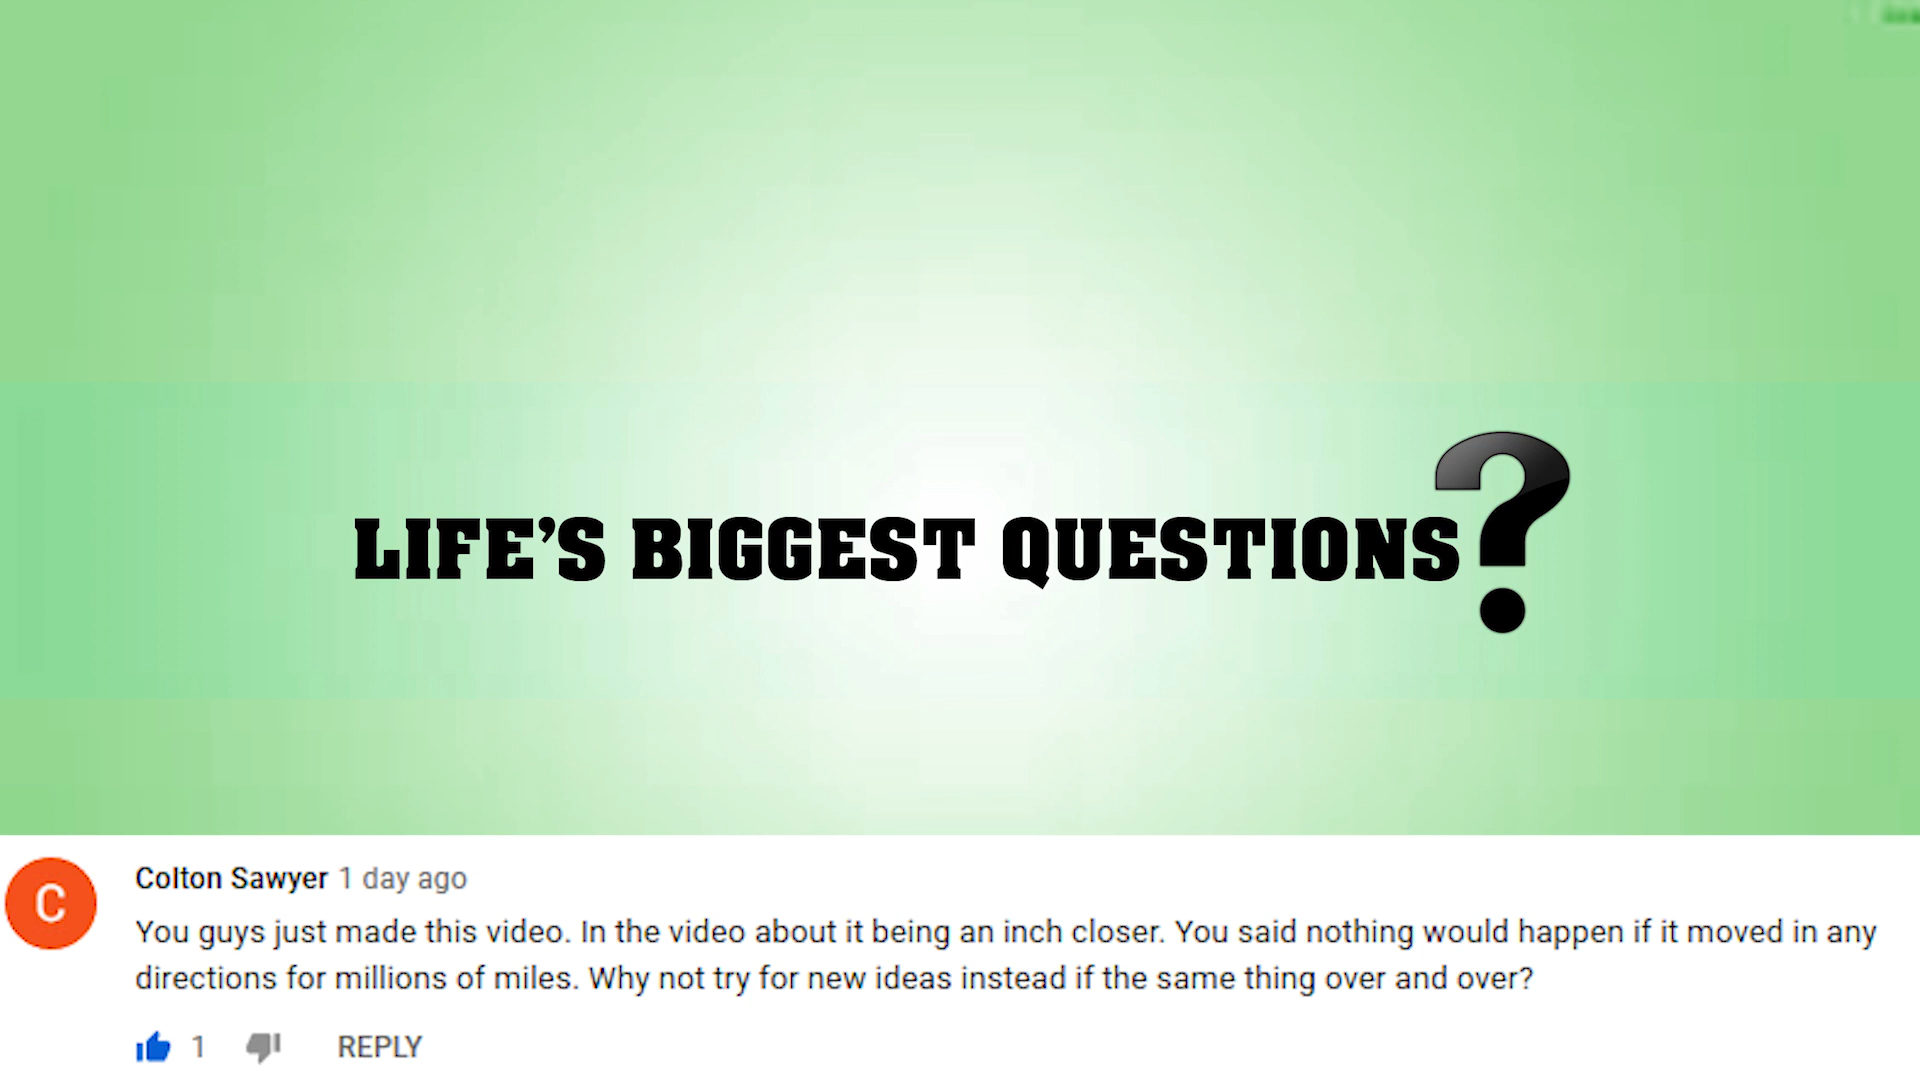 LIFE'S BIGGEST QUESTIONS?
C
Colton Sawyer 1 day ago
You guys just made this video. In the video about it being an inch closer. You said nothing would happen if it moved in any
directions for millions of miles. Why not try for new ideas instead if the same thing over and over?
1
REPLY